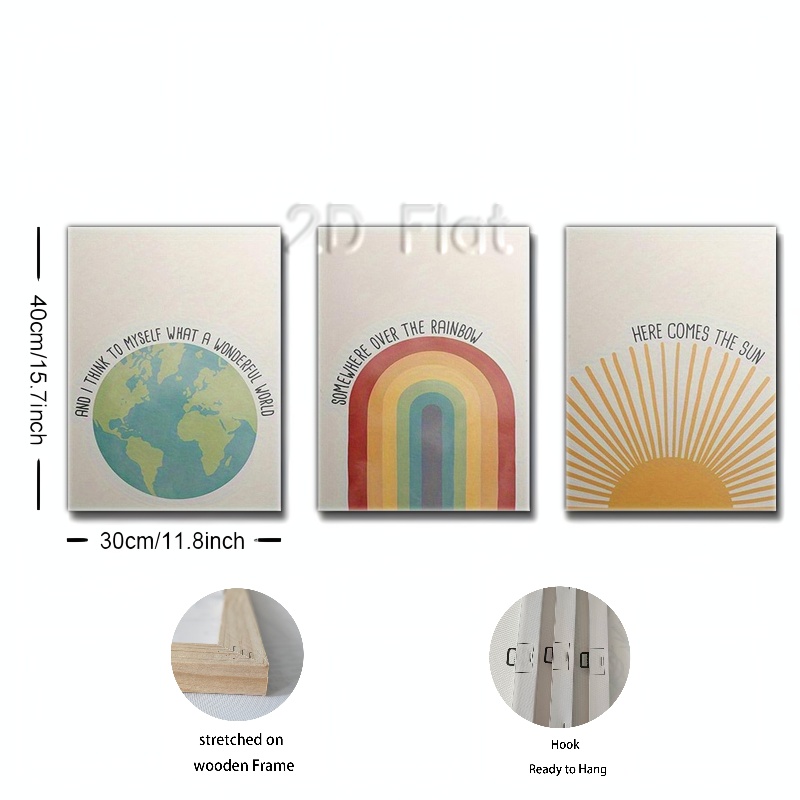 2.D Flat.
40cm/15.7inch
AND I THINK TO MYSELF WHAT A WONDERFUL WORLD
SOMEWHERE OVER THE RAINBOW
HERE COMES THE SUN
30cm/11.8inch
stretched on
wooden Frame
Hook
Ready to Hang